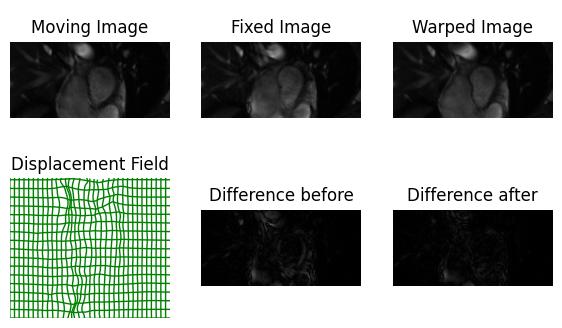 Moving Image
Fixed Image
Warped Image
Displacement Field
Difference before
Difference after